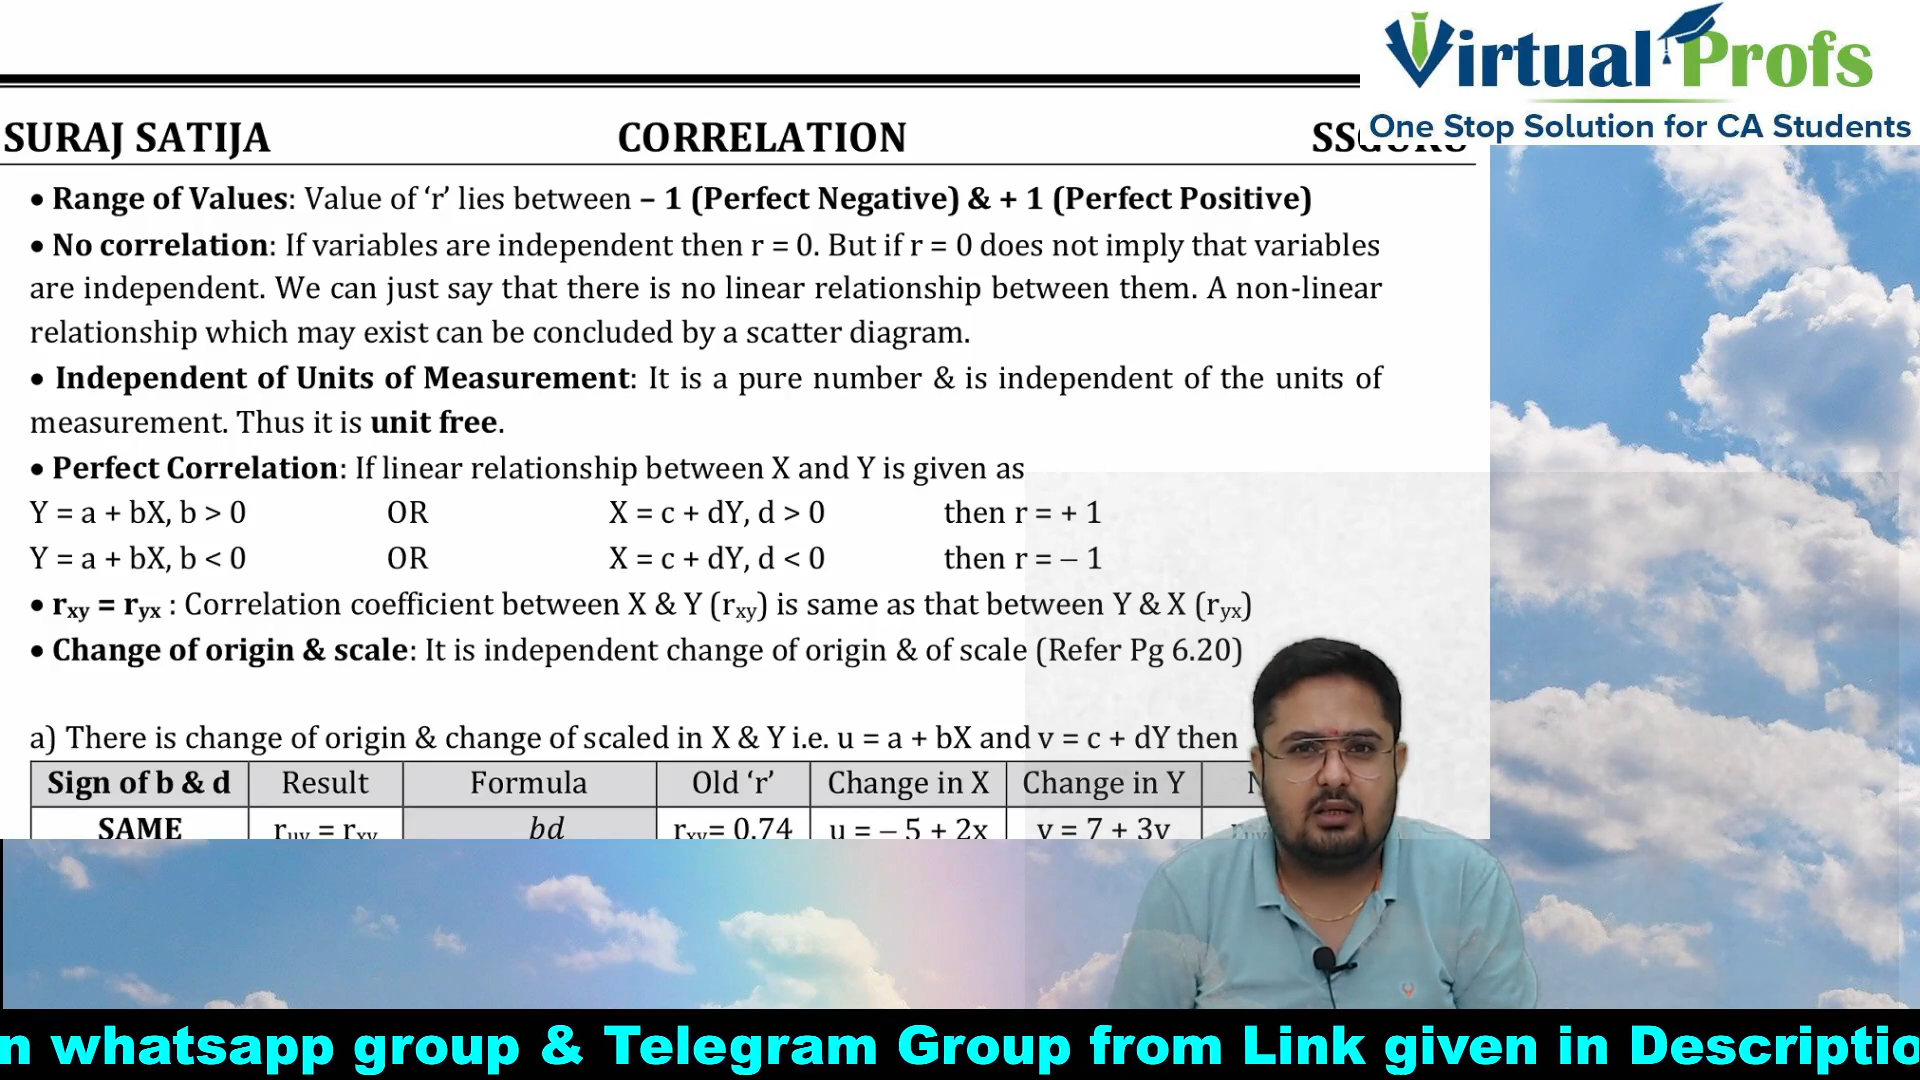 Virtual Profs
One Stop Solution for CA Students
SURAJ SATIJA CORRELATION
• Range of Values: Value of ‘r’ lies between – 1 (Perfect Negative) & + 1 (Perfect Positive)
• No correlation: If variables are independent then r = 0. But if r = 0 does not imply that variables
are independent. We can just say that there is no linear relationship between them. A non-linear
relationship which may exist can be concluded by a scatter diagram.
• Independent of Units of Measurement: It is a pure number & is independent of the units of
measurement. Thus it is unit free.
• Perfect Correlation: If linear relationship between X and Y is given as
Y = a + bX, b > 0 OR X = c + dY, d > 0 then r = + 1
Y = a + bX, b < 0 OR X = c + dY, d < 0 then r = – 1
• rxy = ryx : Correlation coefficient between X & Y (rxy) is same as that between Y & X (ryx)
• Change of origin & scale: It is independent change of origin & of scale (Refer Pg 6.20)
a) There is change of origin & change of scaled in X & Y i.e. u = a + bX and v = c + dY then
Sign of b & d Result Formula Old ‘r’ Change in X Change in Y
SAME ruv = rxy bd rxy= 0.74 u = – 5 + 2x v = 7 + 3y
n whatsapp group & Telegram Group from Link given in Descriptio